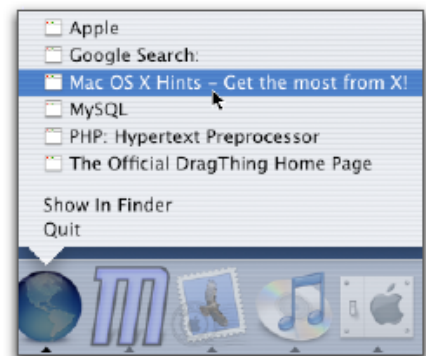 Apple
Google Search:
Mac OS X Hints - Get the most from X!
MySQL
PHP: Hypertext Preprocessor
The Official DragThing Home Page
Show In Finder
Quit